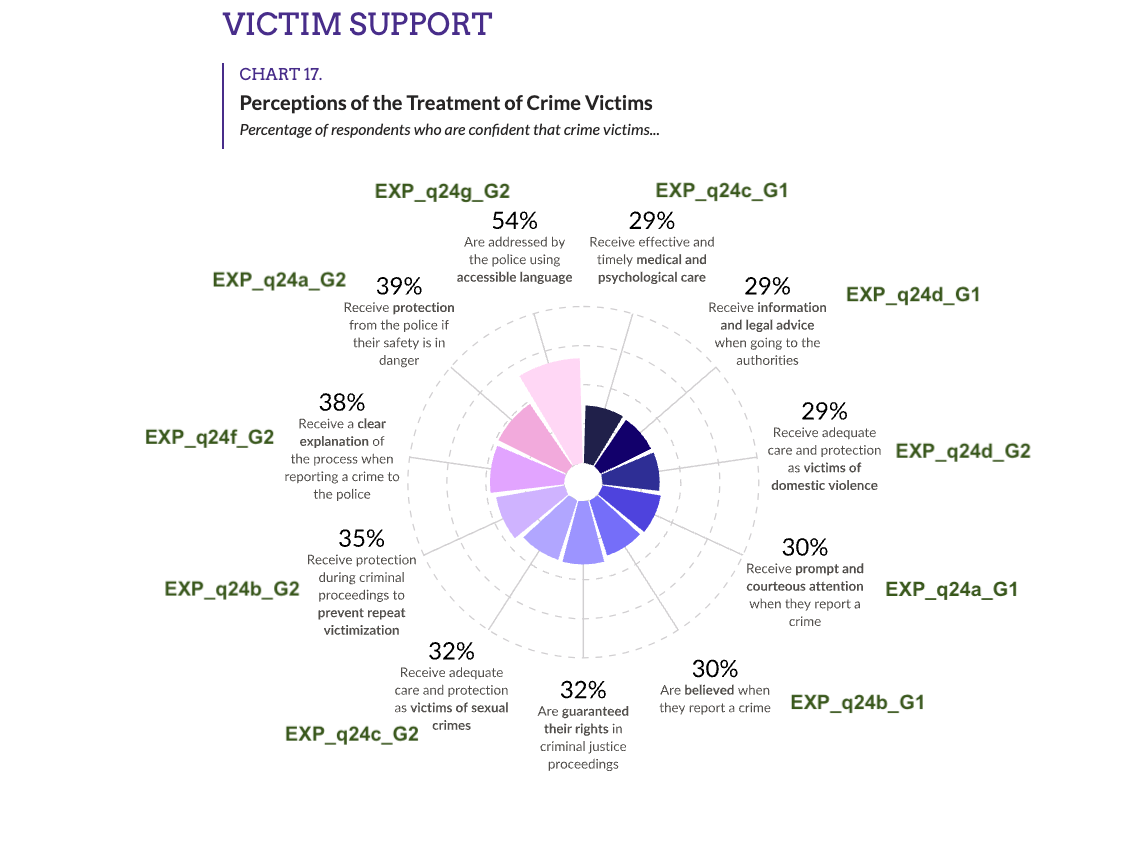 VICTIM SUPPORT
CHART 17.
Perceptions of the Treatment of Crime Victims
Percentage of respondents who are confident that crime victims...
EXP_q24g_G2
54%
Are addressed by
the police using
accessible language
EXP_q24c_G1
29%
Receive effective and
timely medical and
psychological care
EXP_q24d_G1
29%
Receive information
and legal advice
when going to the
authorities
EXP_q24d_G2
29%
Receive adequate
care and protection
as victims of
domestic violence
EXP_q24a_G1
30%
Receive prompt and
courteous attention
when they report a
crime
EXP_q24b_G1
30%
Are believed when
they report a crime
32%
Are guaranteed
their rights in
criminal justice
proceedings
EXP_q24c_G2
32%
Receive adequate
care and protection
as victims of sexual
crimes
EXP_q24b_G2
35%
Receive protection
during criminal
proceedings to
prevent repeat
victimization
EXP_q24f_G2
38%
Receive a clear
explanation of
the process when
reporting a crime to
the police
EXP_q24a_G2
39%
Receive protection
from the police if
their safety is in
danger